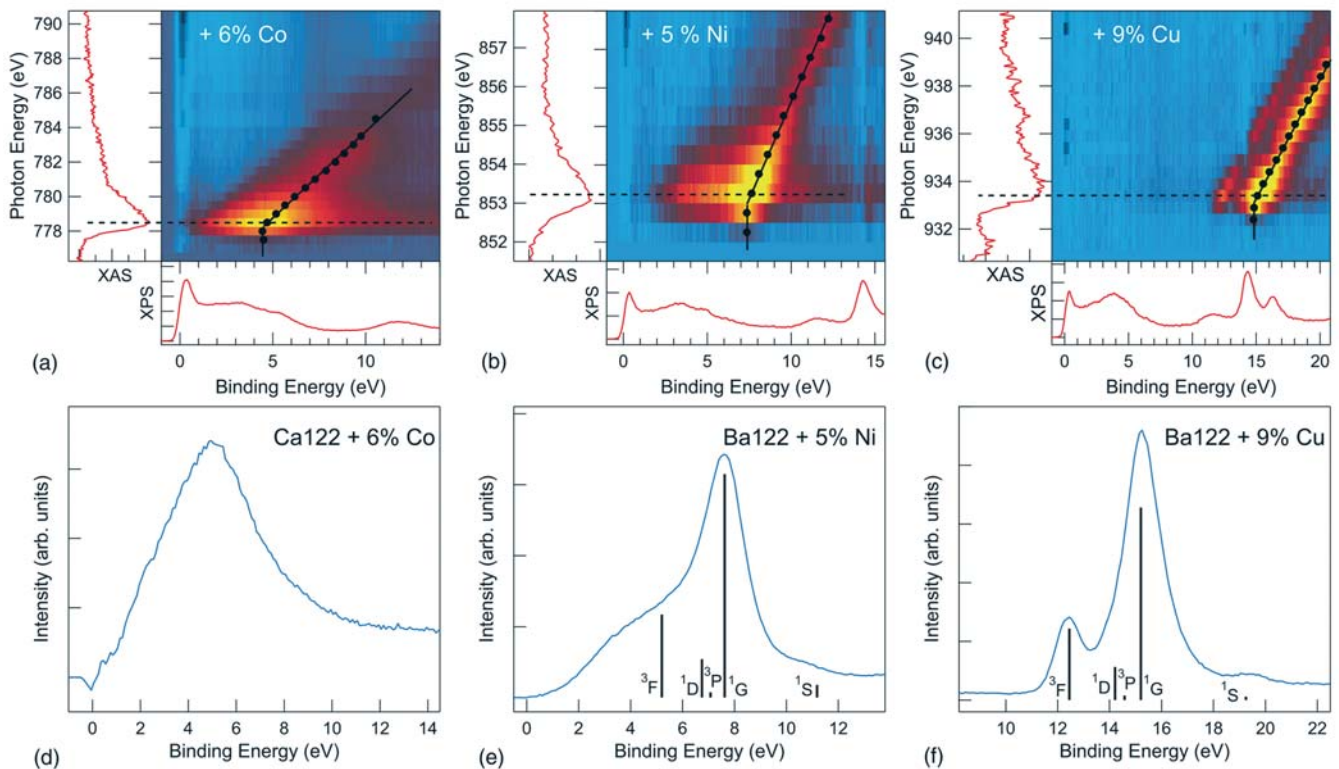 + 6% Co
Photon Energy (eV)
790
788
786
784
782
780
778
XAS
XPS
0
5
10
Binding Energy (eV)
(a)
+ 5 % Ni
Photon Energy (eV)
857
856
855
854
853
852
XAS
XPS
0
2
4
6
8
10
12
15
Binding Energy (eV)
(b)
+ 9% Cu
Photon Energy (eV)
940
938
936
934
932
XAS
XPS
0
5
10
15
20
Binding Energy (eV)
(c)
Ca122 + 6% Co
Intensity (arb. units)
0
2
4
6
8
10
12
14
Binding Energy (eV)
(d)
Ba122 + 5% Ni
Intensity (arb. units)
³F
¹D
³P
¹G
¹S
0
2
4
6
8
10
12
Binding Energy (eV)
(e)
Ba122 + 9% Cu
Intensity (arb. units)
³F
¹D
³P
¹G
¹S
10
12
14
16
18
20
22
Binding Energy (eV)
(f)